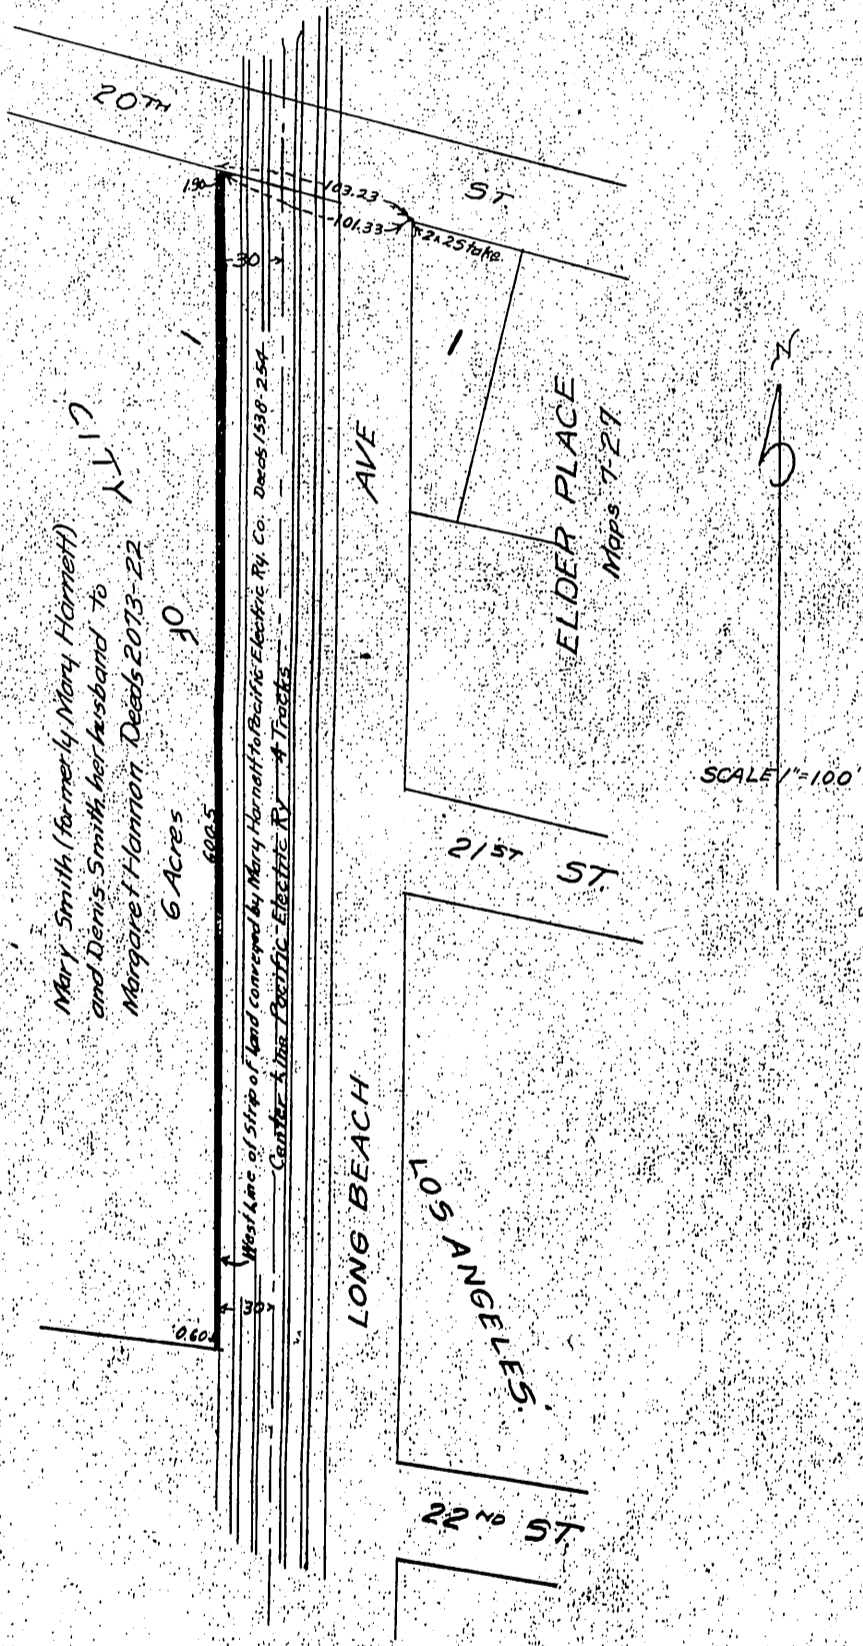 20TH
ST.
1.90
103.23
101.33
2x2 Stake
30
1
1
AVE
ELDER PLACE
Maps 7-27
CITY
OF
LOS ANGELES.
Mary Smith (formerly Mary Harnett)
and Denis Smith her husband to
Margaret Hannon Deeds 2073-22
6 Acres
600.5
West Line of Strip of Land conveyed by Mary Harnett to Pacific Electric Ry. Co. Deeds 1538-254
Center Line Pacific Electric Ry 4 Tracks
SCALE 1"=100'
21ST ST.
LONG BEACH
0.60
30
22ND ST.